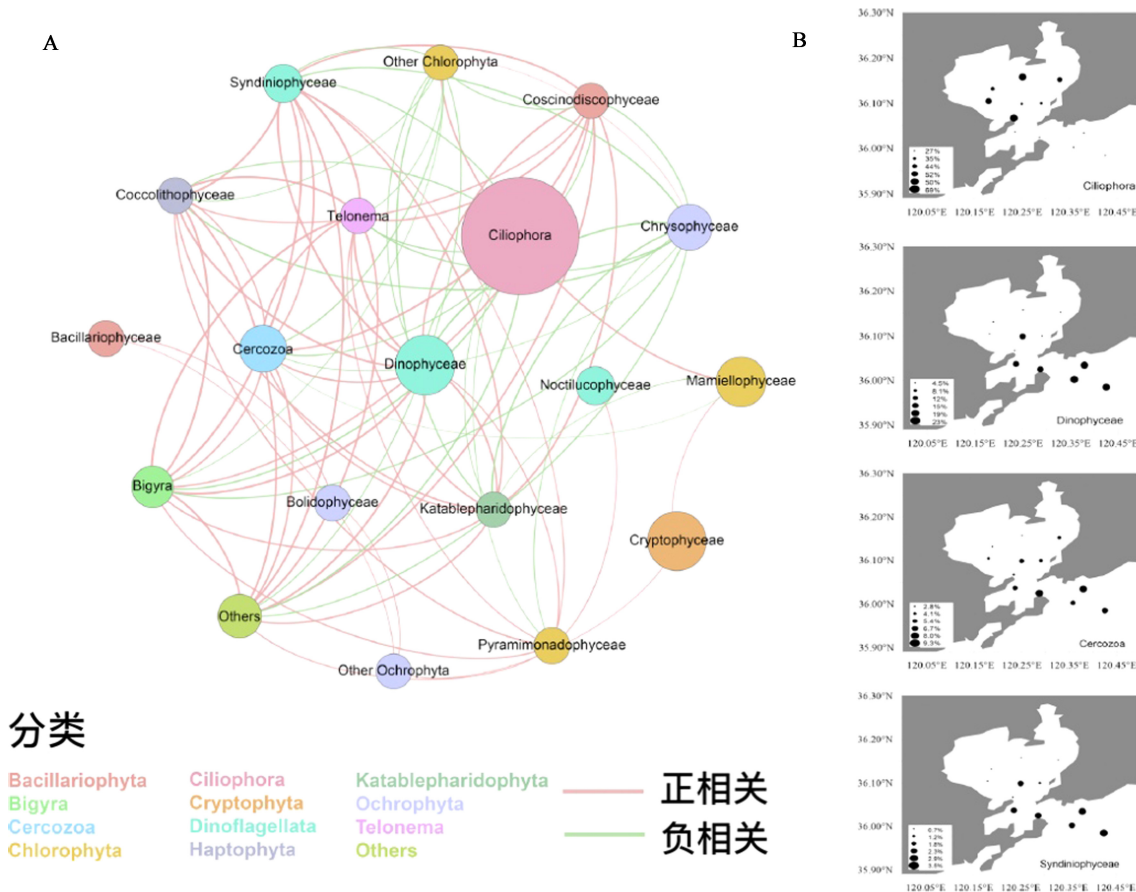 A
B
Syndiniophyceae
Other Chlorophyta
Coscinodiscophyceae
Coccolithophyceae
Telonema
Ciliophora
Chrysophyceae
Bacillariophyceae
Cercozoa
Dinophyceae
Noctilucophyceae
Mamiellophyceae
Bigyra
Bolidophyceae
Katablepharidophyceae
Cryptophyceae
Others
Other Ochrophyta
Pyramimonadophyceae
分类
Bacillariophyta
Bigyra
Cercozoa
Chlorophyta
Ciliophora
Cryptophyta
Dinoflagellata
Haptophyta
Katablepharidophyta
Ochrophyta
Telonema
Others
正相关
负相关
36.30°N
36.20°N
36.10°N
36.00°N
35.90°N
27%
44%
52%
Ciliophora
120.05°E 120.15°E 120.25°E 120.35°E 120.45°E
36.30°N
36.20°N
36.10°N
36.00°N
35.90°N
4.5%
8.1%
12%
19%
23%
Dinophyceae
120.05°E 120.15°E 120.25°E 120.35°E 120.45°E
36.30°N
36.20°N
36.10°N
36.00°N
35.90°N
2.8%
4.1%
5.4%
6.7%
8.0%
9.3%
Cercozoa
120.05°E 120.15°E 120.25°E 120.35°E 120.45°E
36.30°N
36.20°N
36.10°N
36.00°N
35.90°N
0.7%
1.2%
1.8%
2.3%
Syndiniophyceae
120.05°E 120.15°E 120.25°E 120.35°E 120.45°E